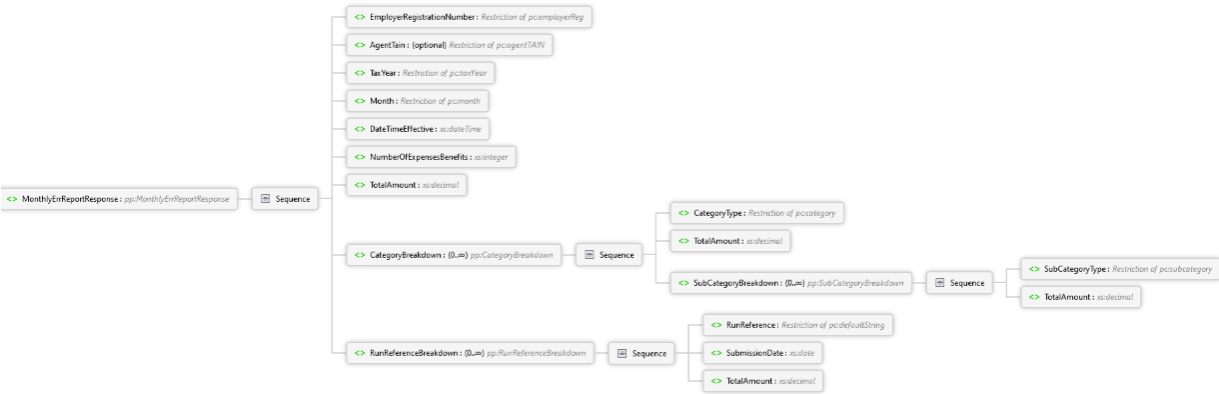 <> EmployerRegistrationNumber : Restriction of pc:employerReg
<> AgentTain : (optional) Restriction of pc:agentTAIN
<> TaxYear : Restriction of pc:taxYear
<> Month : Restriction of pc:month
<> DateTimeEffective : xs:dateTime
<> NumberOfExpensesBenefits : xs:integer
<> TotalAmount : xs:decimal
<> MonthlyErrReportResponse : pp:MonthlyErrReportResponse
Sequence
<> CategoryBreakdown : (0..∞) pp:CategoryBreakdown
Sequence
<> CategoryType : Restriction of pc:category
<> TotalAmount : xs:decimal
<> SubCategoryBreakdown : (0..∞) pp:SubCategoryBreakdown
Sequence
<> SubCategoryType : Restriction of pc:subcategory
<> TotalAmount : xs:decimal
<> RunReferenceBreakdown : (0..∞) pp:RunReferenceBreakdown
Sequence
<> RunReference : Restriction of pc:defaultString
<> SubmissionDate : xs:date
<> TotalAmount : xs:decimal